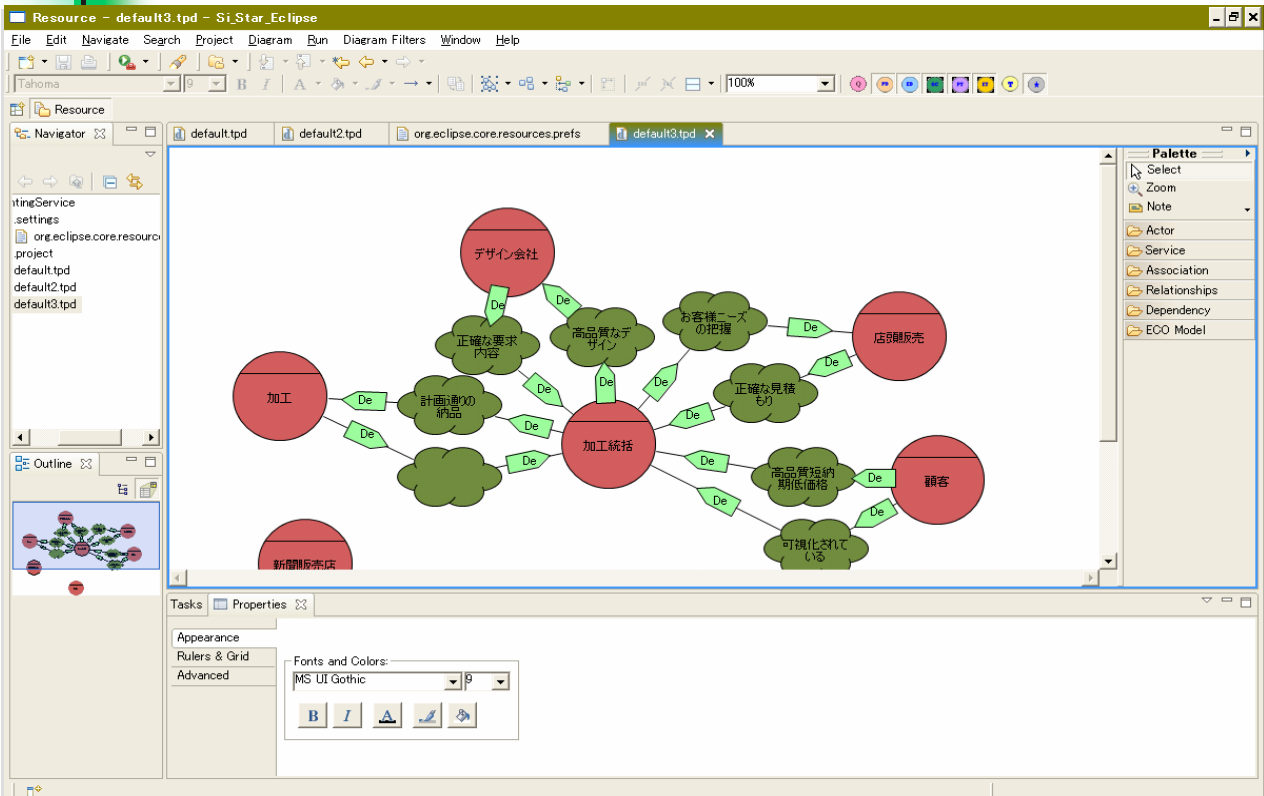 Resource - default3.tpd - Si_Star_Eclipse
File Edit Navigate Search Project Diagram Run Diagram Filters Window Help
Tahoma 9 B I A 100%
Resource
Navigator
default.tpd default2.tpd org.eclipse.core.resources.prefs default3.tpd
ntingService
.settings
org.eclipse.core.resourc
.project
default.tpd
default2.tpd
default3.tpd
Outline
デザイン会社
De
De
正確な要求
内容
高品質なデ
ザイン
お客様ニーズ
の把握
De
店頭販売
De
加工
De
計画通りの
納品
De
De
De
De
正確な見積
もり
De
De
De
加工統括
De
高品質短納
期低価格
De
顧客
De
De
可視化されて
いる
新聞販売店
Palette
Select
Zoom
Note
Actor
Service
Association
Relationships
Dependency
ECO Model
Tasks Properties
Appearance
Rulers & Grid
Advanced
Fonts and Colors:
MS UI Gothic 9
B I A